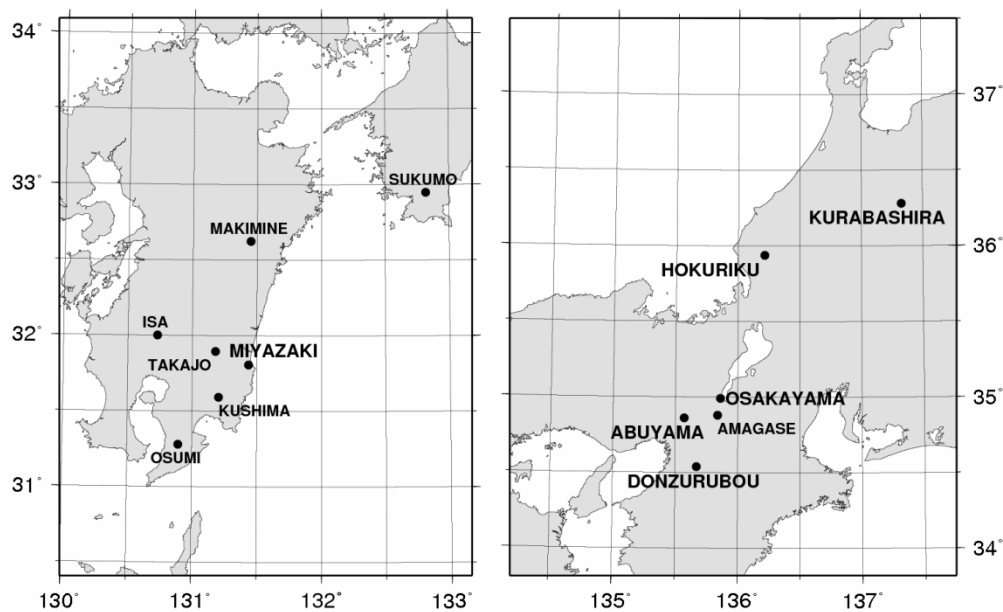 34°
33°
32°
31°
130°
131°
132°
133°
SUKUMO
MAKIMINE
ISA
TAKAJO
MIYAZAKI
KUSHIMA
OSUMI
37°
36°
35°
34°
135°
136°
137°
KURABASHIRA
HOKURIKU
OSAKAYAMA
ABUYAMA
AMAGASE
DONZURUBOU